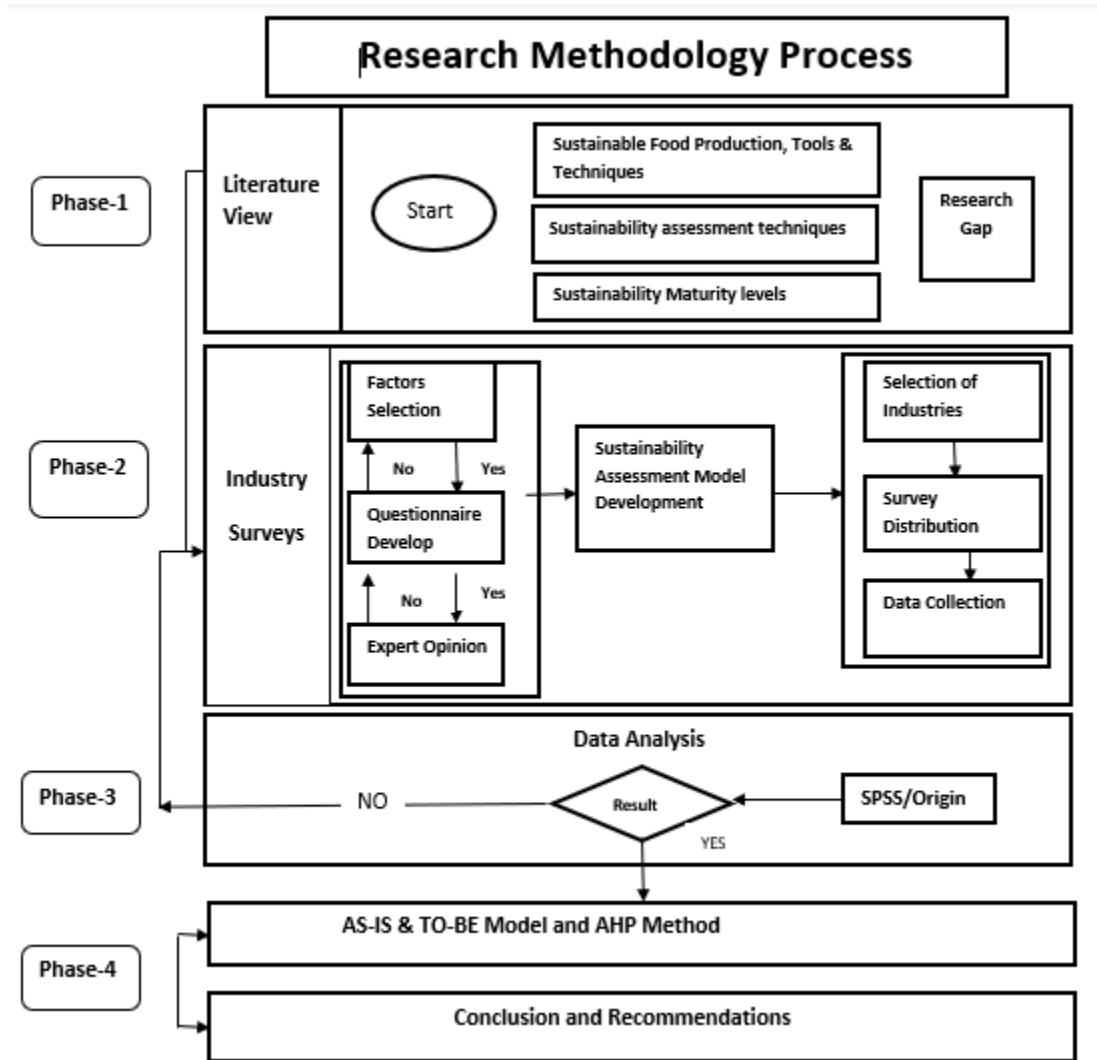 Research Methodology Process
Phase-1
Literature
View
Start
Sustainable Food Production, Tools &
Techniques
Sustainability assessment techniques
Sustainability Maturity levels
Research
Gap
Phase-2
Industry
Surveys
Factors
Selection
No
Yes
Questionnaire
Develop
No
Yes
Expert Opinion
Sustainability
Assessment Model
Development
Selection of
Industries
Survey
Distribution
Data Collection
Phase-3
Data Analysis
NO
Result
SPSS/Origin
YES
Phase-4
AS-IS & TO-BE Model and AHP Method
Conclusion and Recommendations